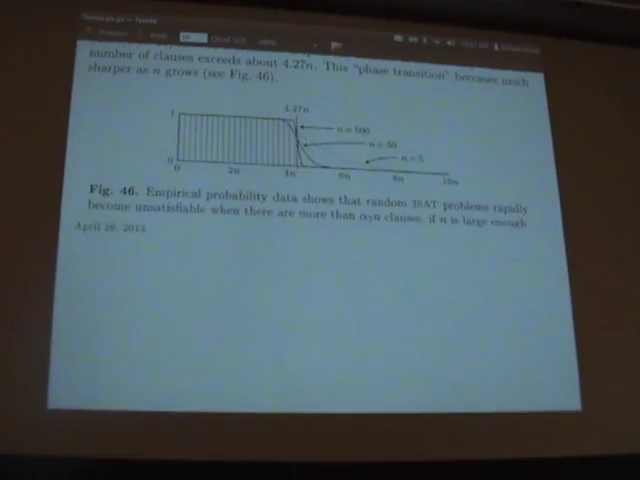 number of clauses exceeds about 4.27n. This "phase transition" becomes much
sharper as n grows (see Fig. 46).
4.27n
1
n = 500
n = 50
n = 5
0
0 2n 4n 6n 8n 10n
Fig. 46. Empirical probability data shows that random 3SAT problems rapidly
become unsatisfiable when there are more than α₃n clauses, if n is large enough
April 26, 2013